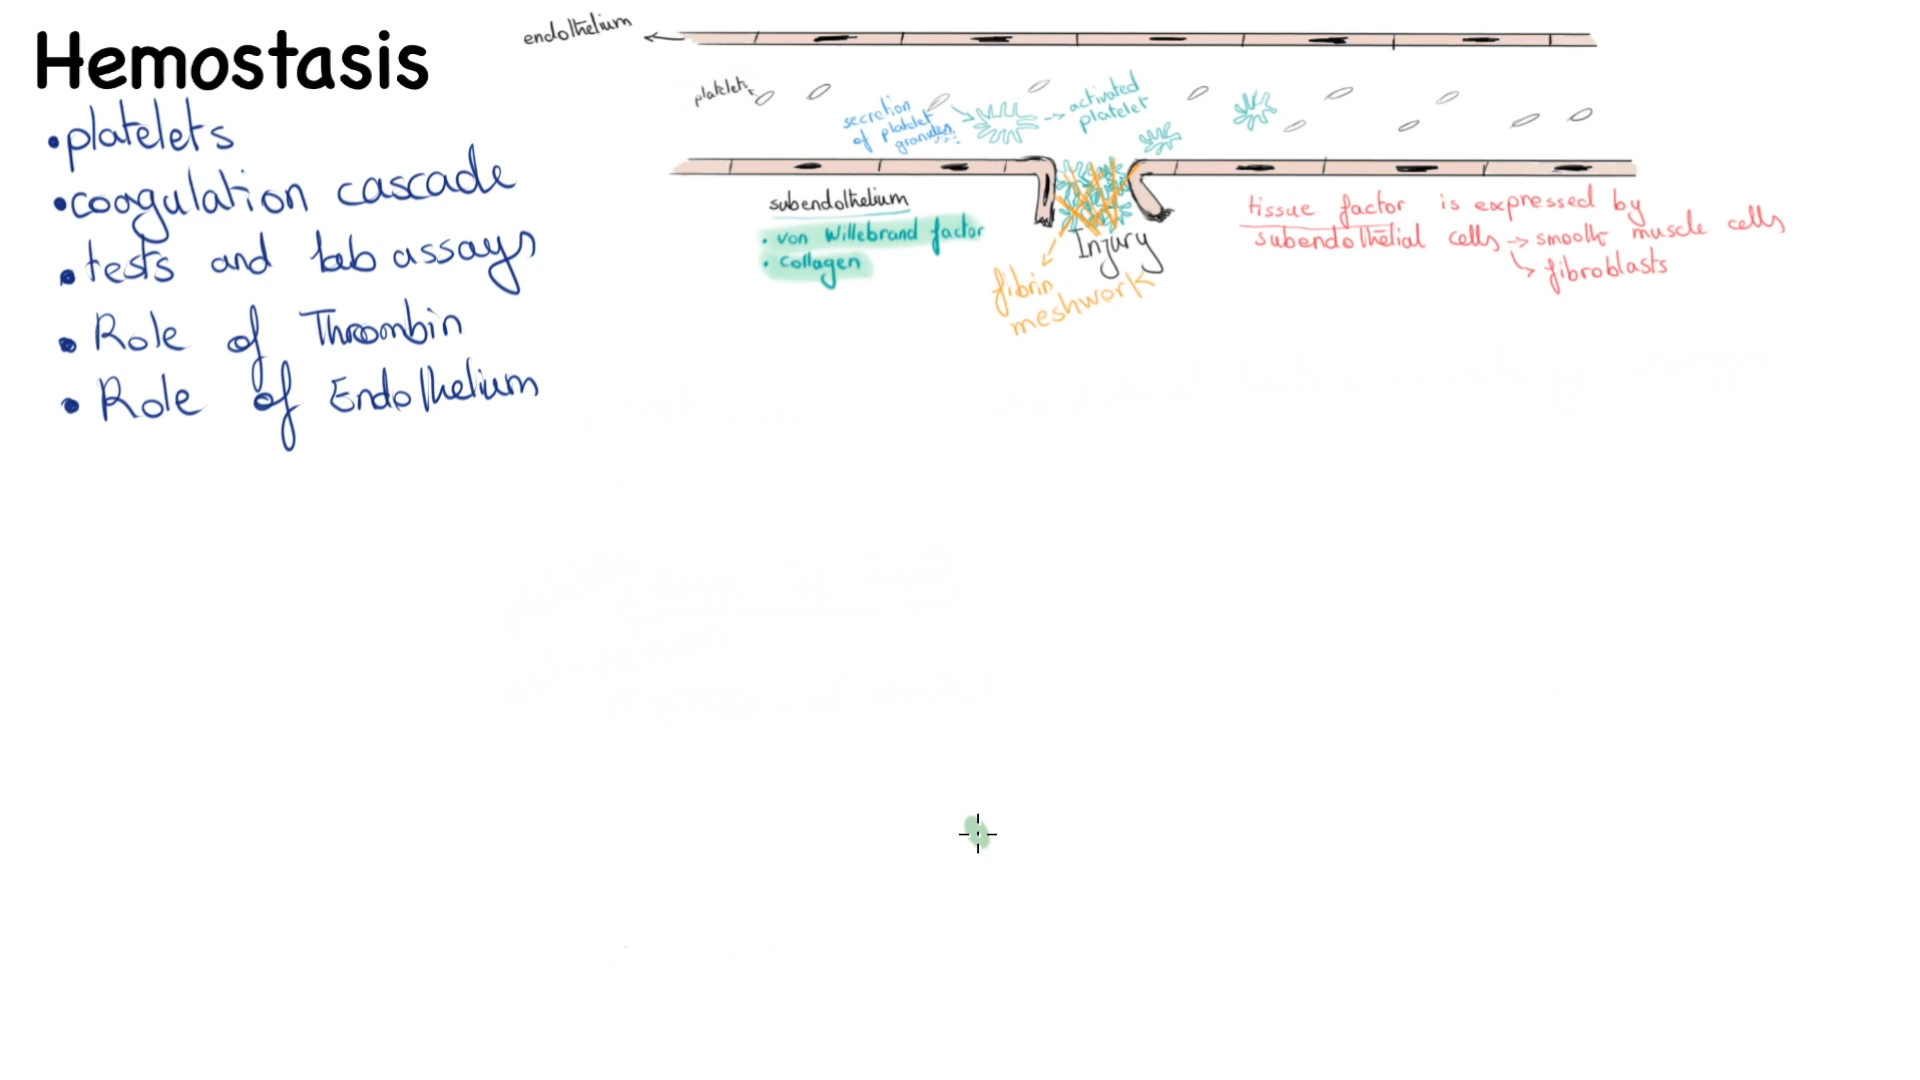 Hemostasis
•platelets
•coagulation cascade
•tests and lab assays
• Role of Thrombin
• Role of Endothelium
endothelium
platelets
secretion
of platelet
granules
activated
platelet
subendothelium
• von Willebrand factor
• Collagen
Injury
fibrin
meshwork
tissue factor is expressed by
subendothelial cells → smooth muscle cells
↳ fibroblasts